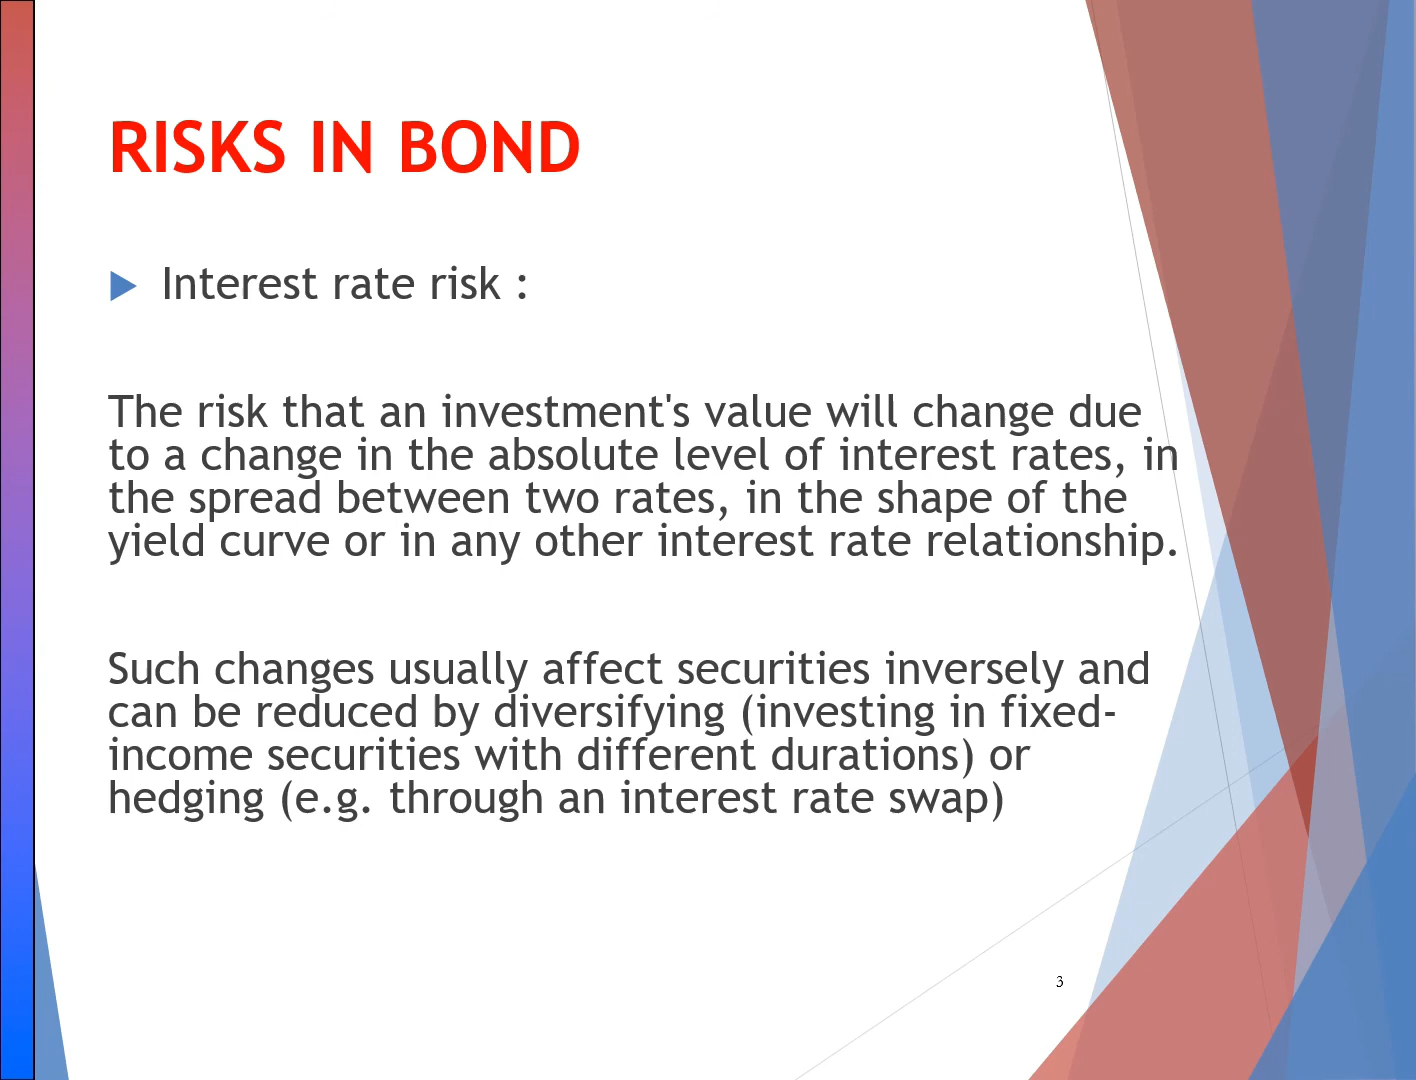 RISKS IN BOND
Interest rate risk :
The risk that an investment's value will change due
to a change in the absolute level of interest rates, in
the spread between two rates, in the shape of the
yield curve or in any other interest rate relationship.
Such changes usually affect securities inversely and
can be reduced by diversifying (investing in fixed-
income securities with different durations) or
hedging (e.g. through an interest rate swap)
3